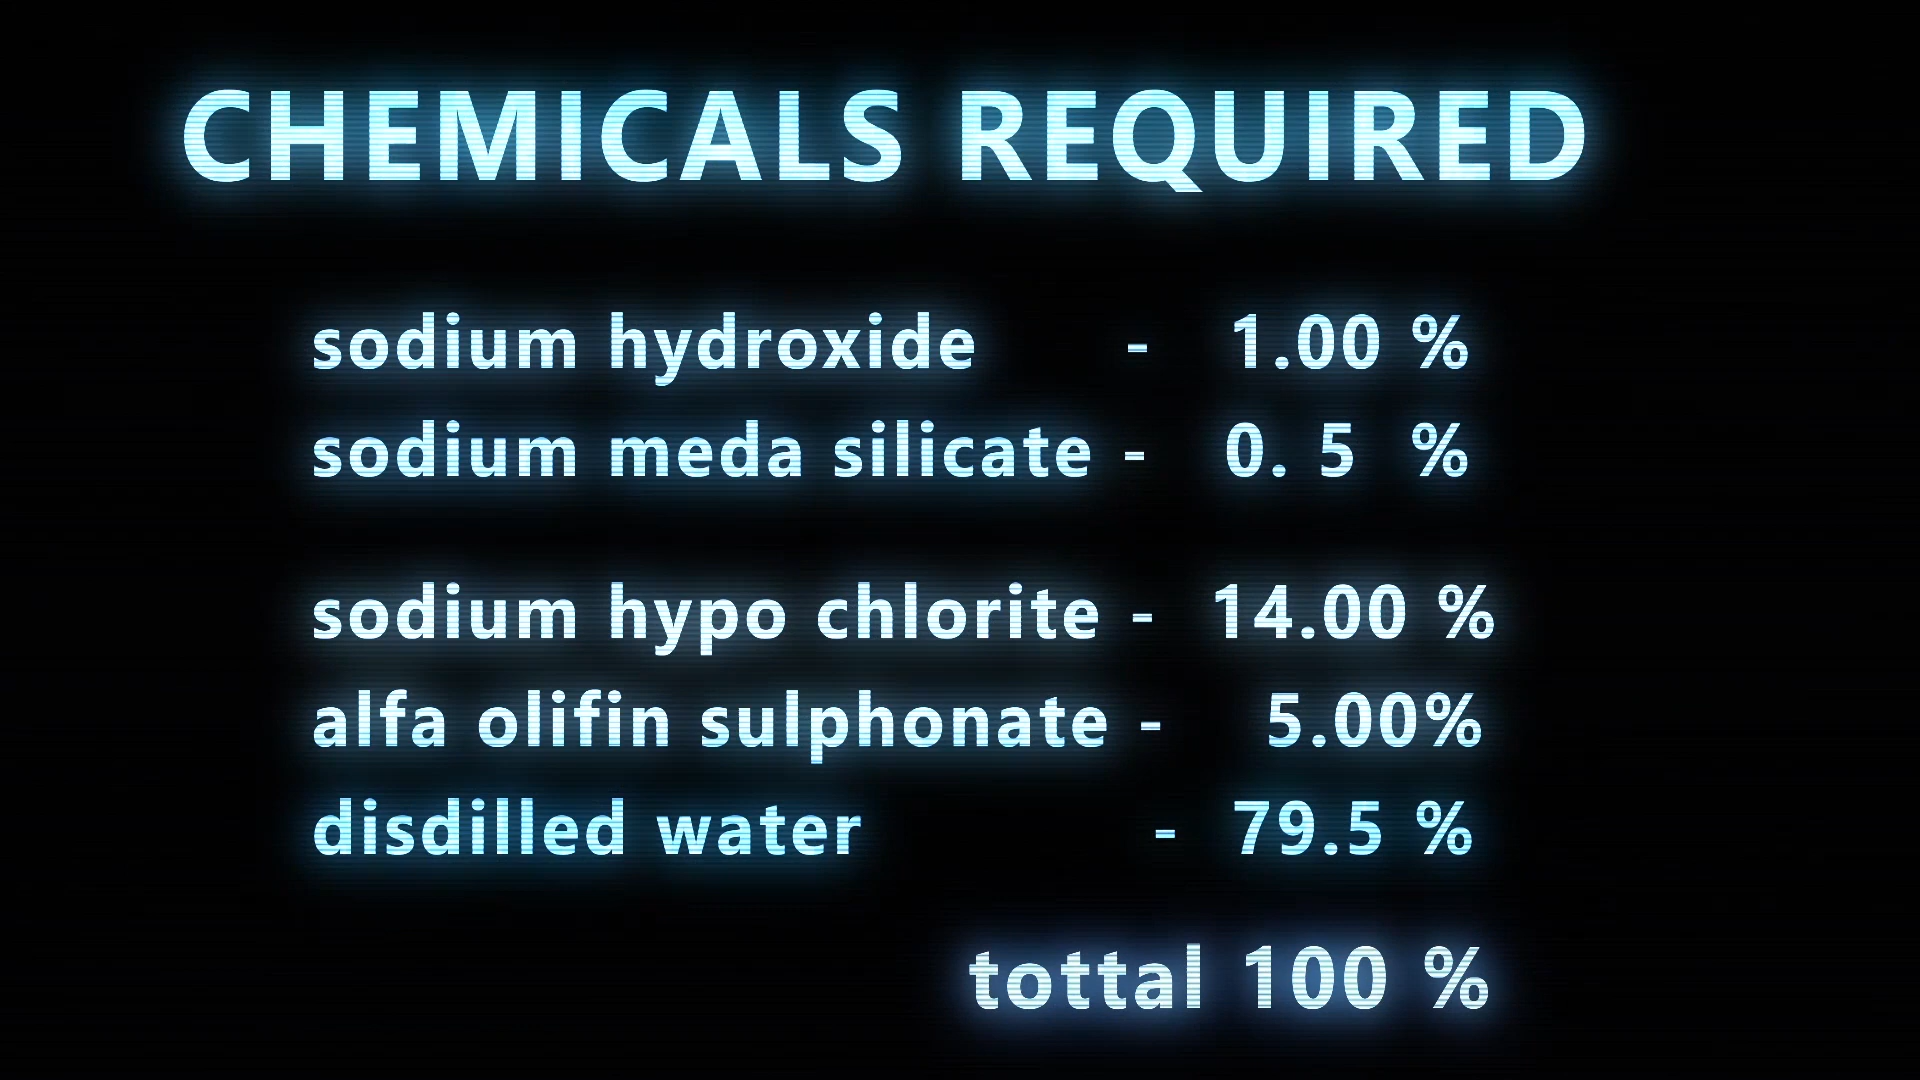 CHEMICALS REQUIRED
sodium hydroxide - 1.00 %
sodium meda silicate - 0. 5 %
sodium hypo chlorite - 14.00 %
alfa olifin sulphonate - 5.00%
disdilled water - 79.5 %
tottal 100 %